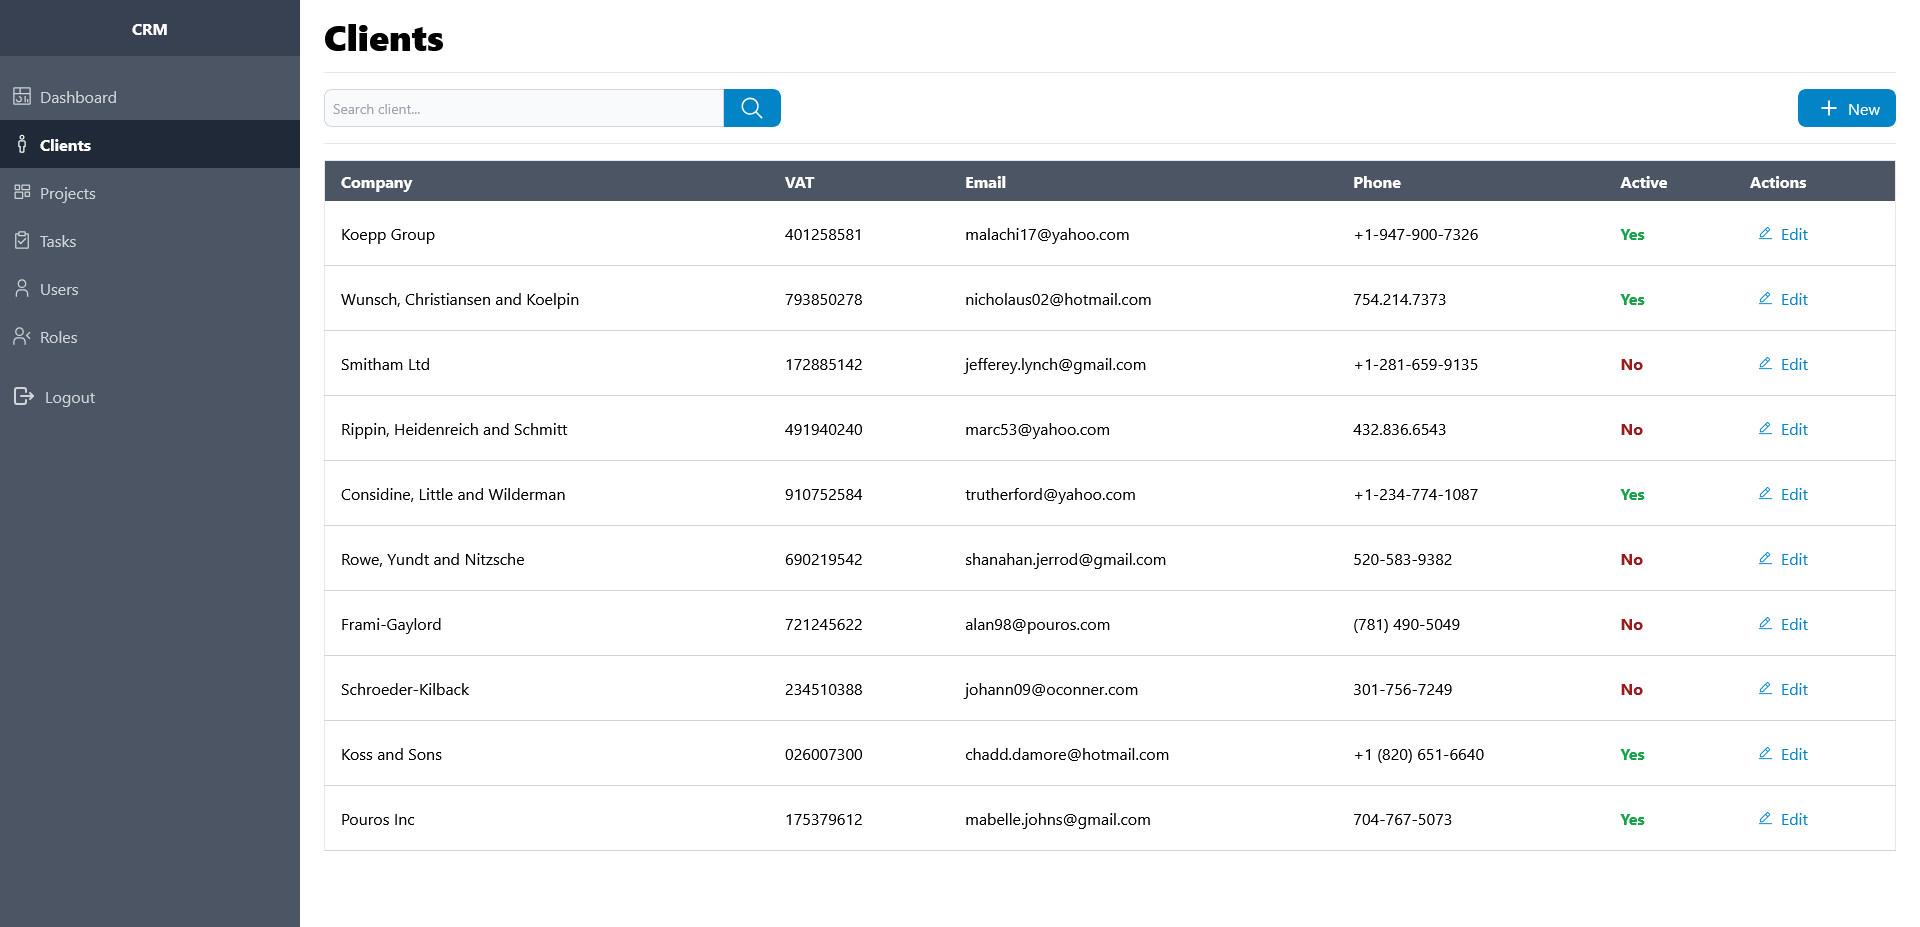 CRM
Dashboard
Clients
Projects
Tasks
Users
Roles
Logout
Clients
Search client...
New
Company VAT Email Phone Active Actions
Koepp Group 401258581 malachi17@yahoo.com +1-947-900-7326 Yes Edit
Wunsch, Christiansen and Koelpin 793850278 nicholaus02@hotmail.com 754.214.7373 Yes Edit
Smitham Ltd 172885142 jefferey.lynch@gmail.com +1-281-659-9135 No Edit
Rippin, Heidenreich and Schmitt 491940240 marc53@yahoo.com 432.836.6543 No Edit
Considine, Little and Wilderman 910752584 trutherford@yahoo.com +1-234-774-1087 Yes Edit
Rowe, Yundt and Nitzsche 690219542 shanahan.jerrod@gmail.com 520-583-9382 No Edit
Frami-Gaylord 721245622 alan98@pouros.com (781) 490-5049 No Edit
Schroeder-Kilback 234510388 johann09@oconner.com 301-756-7249 No Edit
Koss and Sons 026007300 chadd.damore@hotmail.com +1 (820) 651-6640 Yes Edit
Pouros Inc 175379612 mabelle.johns@gmail.com 704-767-5073 Yes Edit